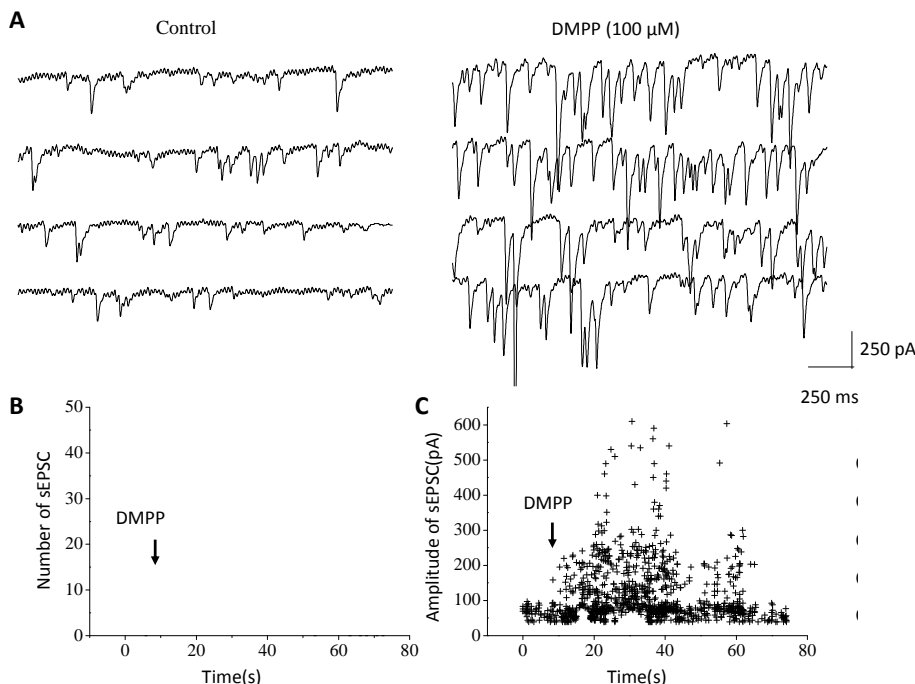 A
Control
DMPP (100 µM)
250 pA
250 ms
B
50
40
30
20
10
0
Number of sEPSC
DMPP
0 20 40 60 80
Time(s)
C
600
500
400
300
200
100
0
Amplitude of sEPSC(pA)
DMPP
0 20 40 60 80
Time(s)